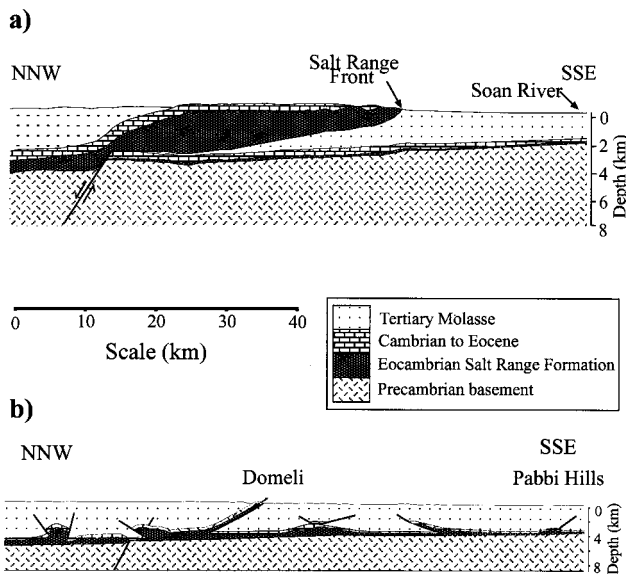 a)
NNW
Salt Range
Front
SSE
Soan River
0
2
4
6
8
Depth (km)
0 10 20 30 40
Scale (km)
Tertiary Molasse
Cambrian to Eocene
Eocambrian Salt Range Formation
Precambrian basement
b)
NNW
SSE
Domeli
Pabbi Hills
0
4
8
Depth (km)